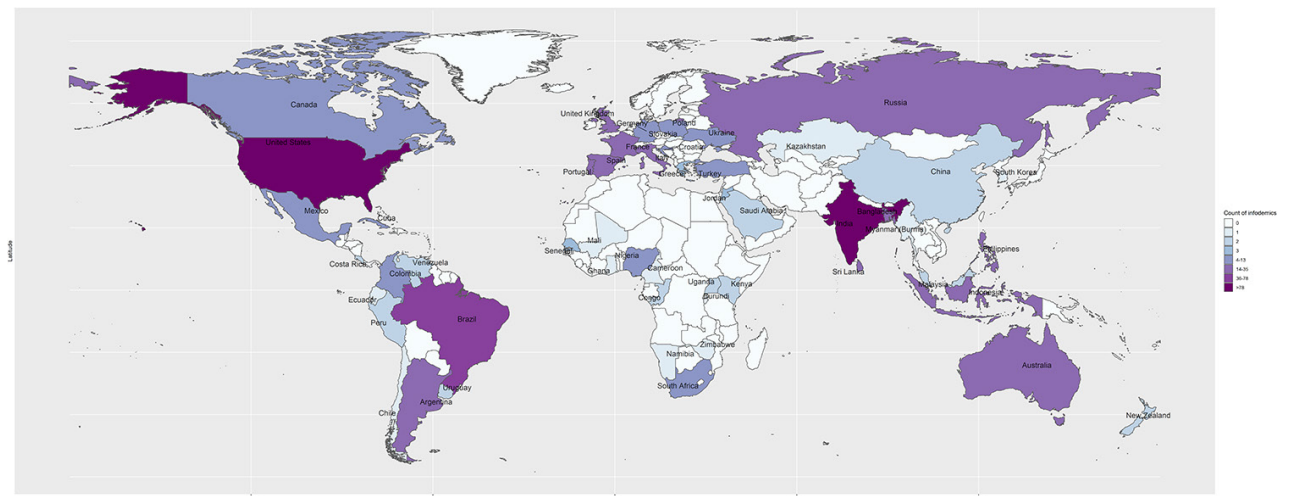 Canada
United Kingdom
Germany
Poland
Slovakia
Ukraine
Russia
United States
France
Croatia
Kazakhstan
Italy
Spain
Portugal
Greece
Turkey
China
South Korea
Jordan
Mexico
Cuba
Saudi Arabia
Bangladesh
India
Myanmar (Burma)
Mali
Senegal
Nigeria
Philippines
Costa Rica
Venezuela
Ghana
Cameroon
Colombia
Sri Lanka
Uganda
Kenya
Malaysia
Indonesia
Ecuador
Congo
Burundi
Peru
Brazil
Zimbabwe
Namibia
Australia
South Africa
Uruguay
Argentina
Chile
New Zealand
Latitude
Count of infodemics
0
1
2
3
4-13
14-35
36-78
>78